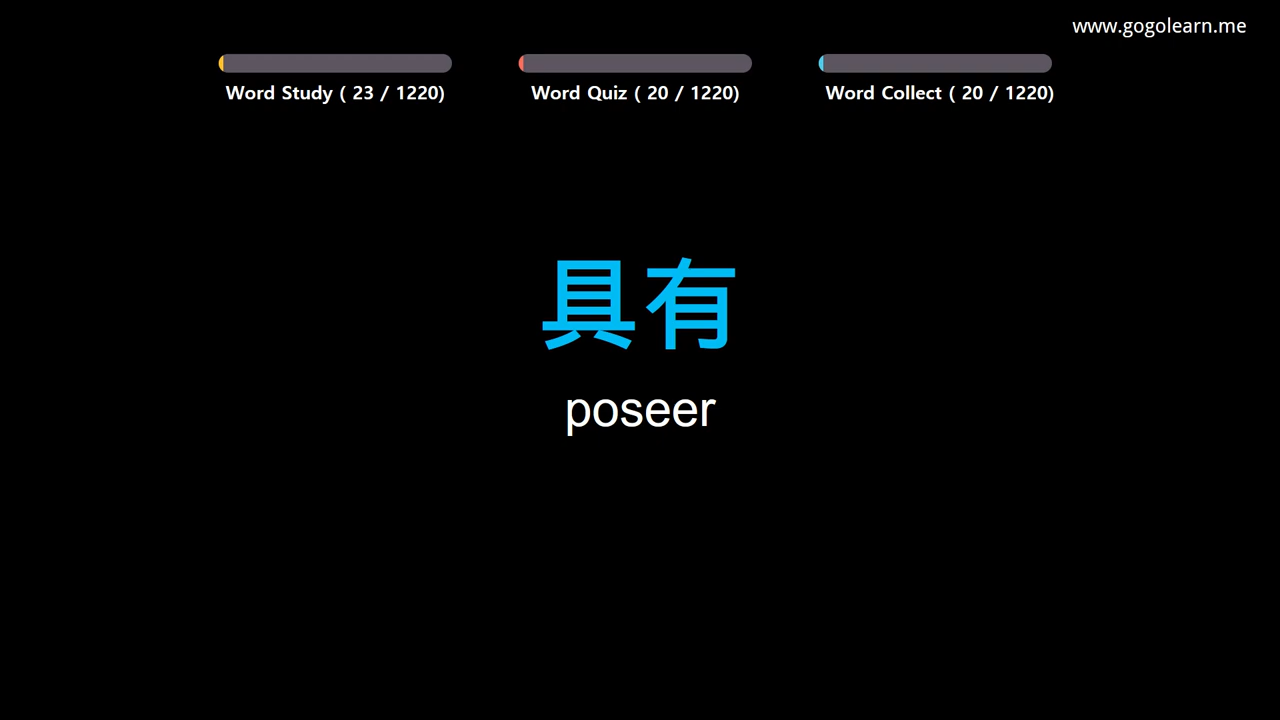 www.gogolearn.me
Word Study ( 23 / 1220)
Word Quiz ( 20 / 1220)
Word Collect ( 20 / 1220)
具有
poseer